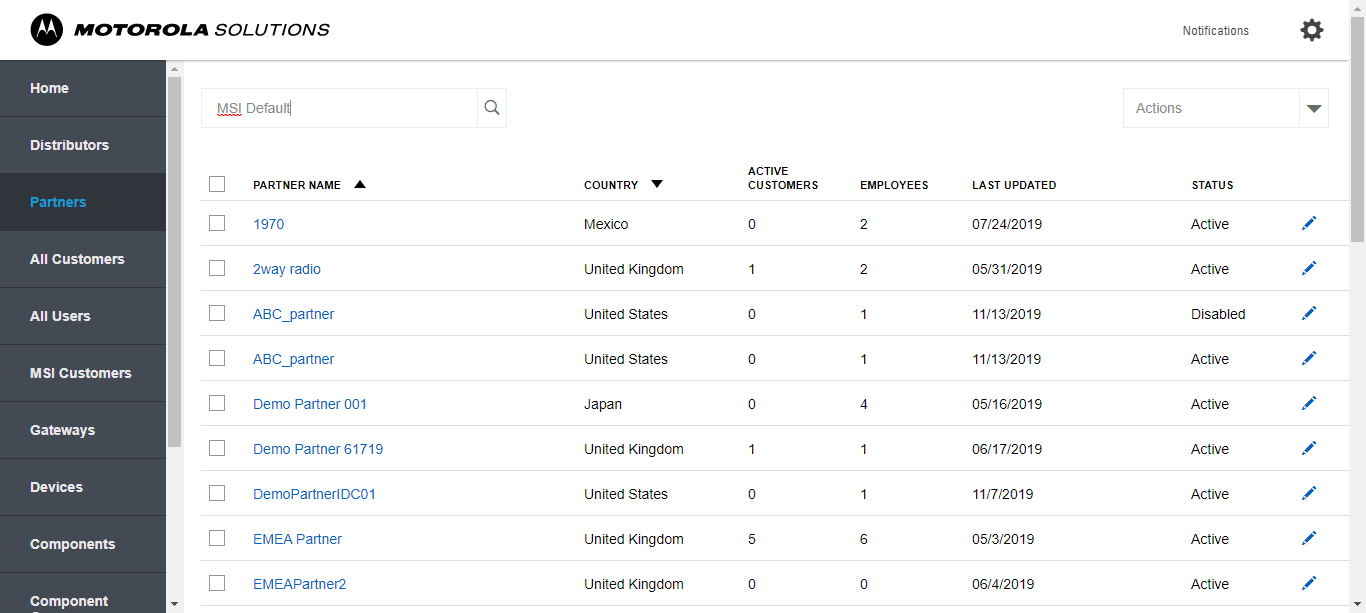 MOTOROLA SOLUTIONS
Notifications
Home
Distributors
Partners
All Customers
All Users
MSI Customers
Gateways
Devices
Components
Component
MSI Default
Actions
PARTNER NAME COUNTRY ACTIVE CUSTOMERS EMPLOYEES LAST UPDATED STATUS
1970 Mexico 0 2 07/24/2019 Active
2way radio United Kingdom 1 2 05/31/2019 Active
ABC_partner United States 0 1 11/13/2019 Disabled
ABC_partner United States 0 1 11/13/2019 Active
Demo Partner 001 Japan 0 4 05/16/2019 Active
Demo Partner 61719 United Kingdom 1 1 06/17/2019 Active
DemoPartnerIDC01 United States 0 1 11/7/2019 Active
EMEA Partner United Kingdom 5 6 05/3/2019 Active
EMEAPartner2 United Kingdom 0 0 06/4/2019 Active